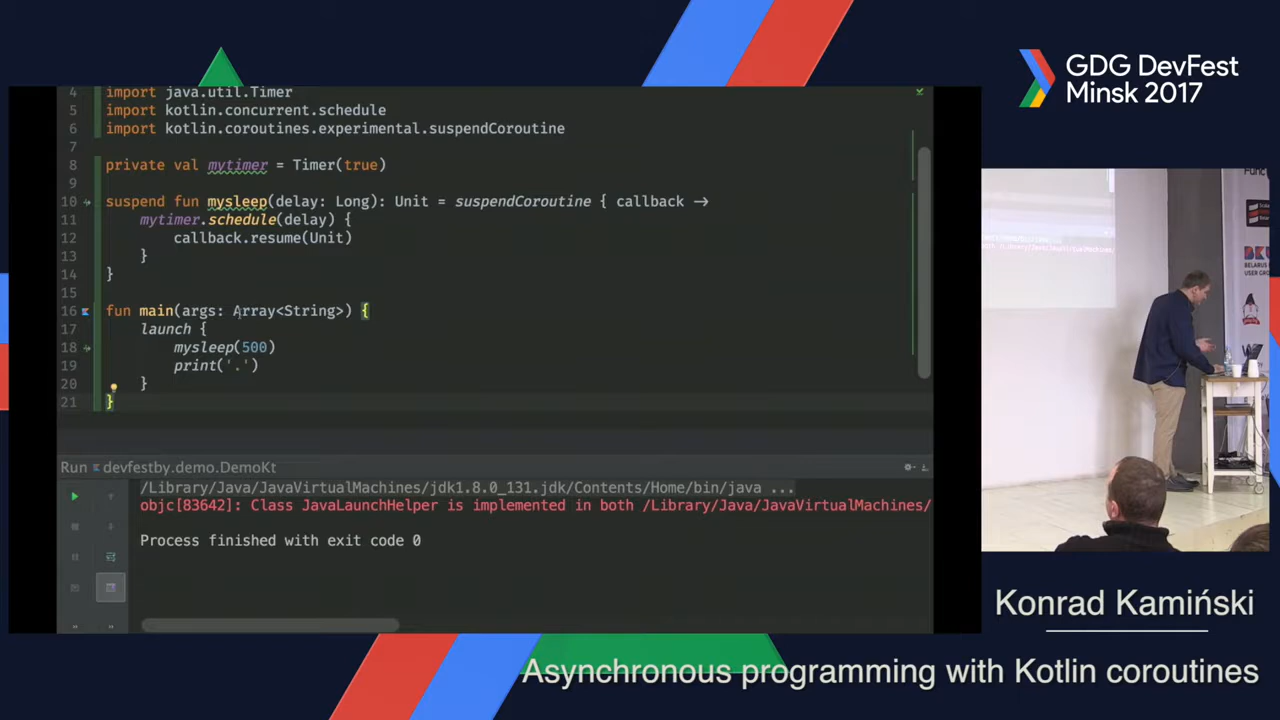 GDG DevFest
Minsk 2017
4 import java.util.Timer
5 import kotlin.concurrent.schedule
6 import kotlin.coroutines.experimental.suspendCoroutine
7
8 private val mytimer = Timer(true)
9
10 suspend fun mysleep(delay: Long): Unit = suspendCoroutine { callback →
11 mytimer.schedule(delay) {
12 callback.resume(Unit)
13 }
14 }
15
16 fun main(args: Array<String>) {
17 launch {
18 mysleep(500)
19 print('.')
20 }
21 }
Run devfestby.demo.DemoKt
/Library/Java/JavaVirtualMachines/jdk1.8.0_131.jdk/Contents/Home/bin/java ...
objc[83642]: Class JavaLaunchHelper is implemented in both /Library/Java/JavaVirtualMachines/
Process finished with exit code 0
Konrad Kamiński
Asynchronous programming with Kotlin coroutines